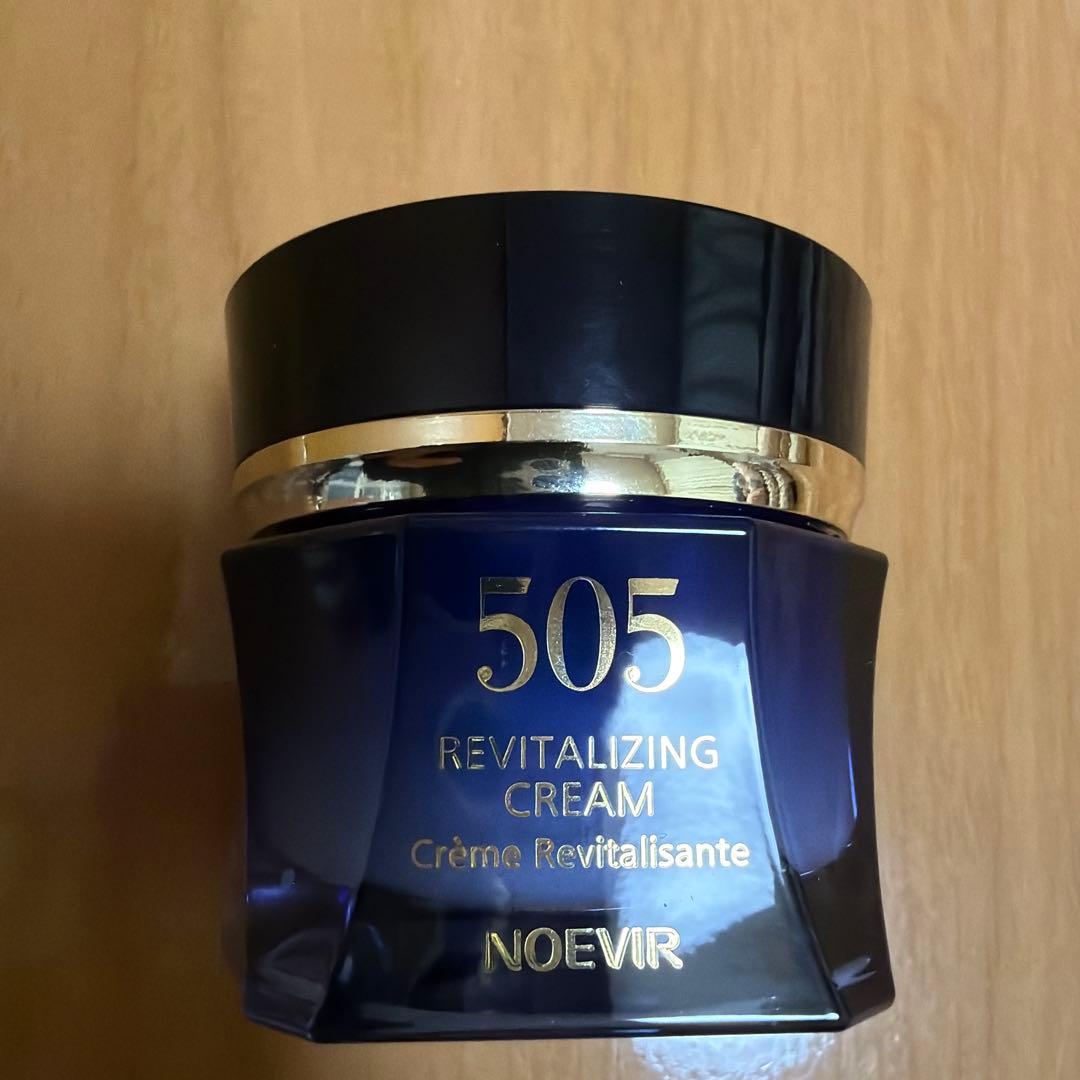 505
REVITALIZING
CREAM
Crème Revitalisante
NOEVIR